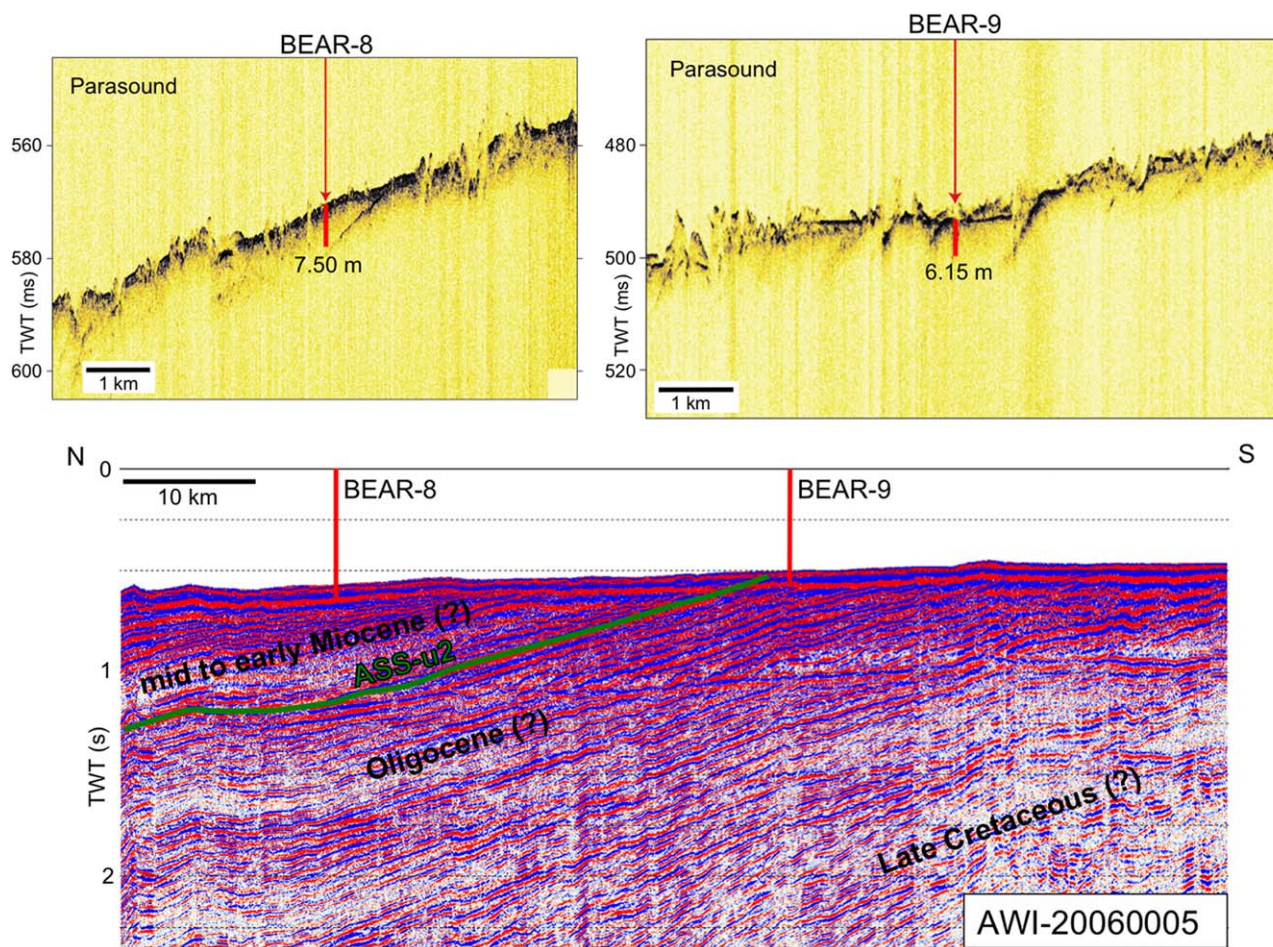 BEAR-8
Parasound
560
580
600
TWT (ms)
7.50 m
1 km
BEAR-9
Parasound
480
500
520
TWT (ms)
6.15 m
1 km
N
S
0
10 km
BEAR-8
BEAR-9
mid to early Miocene (?)
ASS-u2
1
Oligocene (?)
TWT (s)
Late Cretaceous (?)
2
AWI-20060005